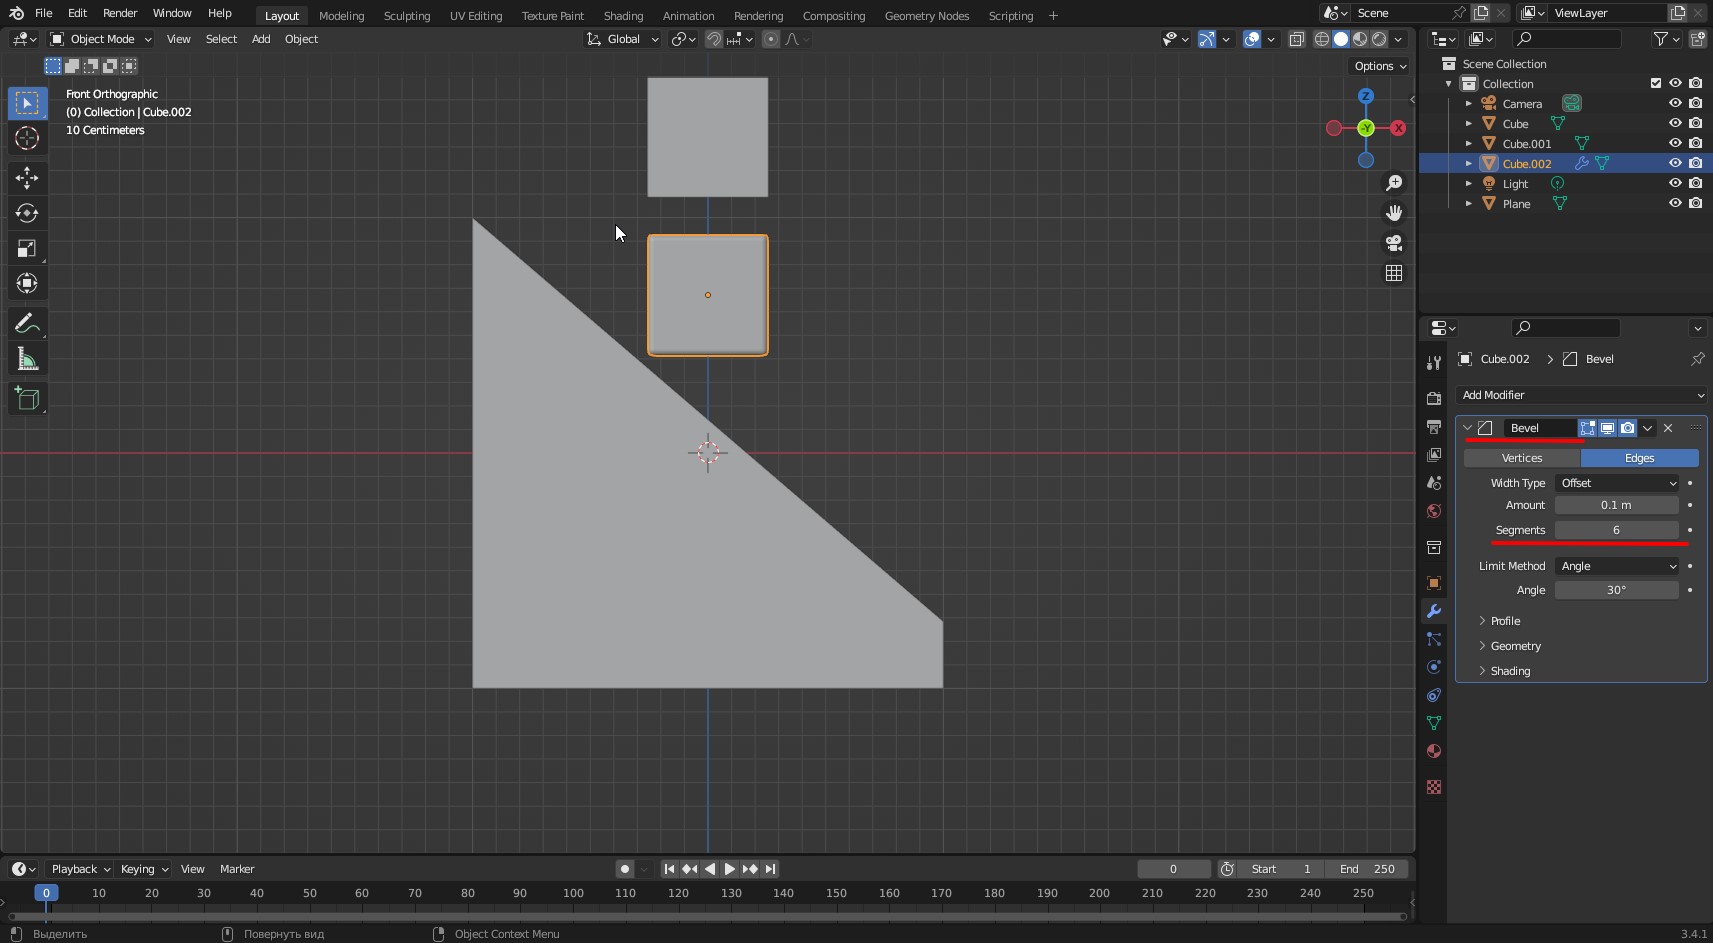 File Edit Render Window Help Layout Modeling Sculpting UV Editing Texture Paint Shading Animation Rendering Compositing Geometry Nodes Scripting + Scene ViewLayer
Object Mode View Select Add Object Global
Options
Front Orthographic
(0) Collection | Cube.002
10 Centimeters
Z
-Y
X
Scene Collection
Collection
Camera
Cube
Cube.001
Cube.002
Light
Plane
Cube.002 > Bevel
Add Modifier
Bevel
Vertices Edges
Width Type Offset
Amount 0.1 m
Segments 6
Limit Method Angle
Angle 30°
Profile
Geometry
Shading
Playback Keying View Marker 0 Start 1 End 250
0 10 20 30 40 50 60 70 80 90 100 110 120 130 140 150 160 170 180 190 200 210 220 230 240 250
Выделить Повернуть вид Object Context Menu 3.4.1